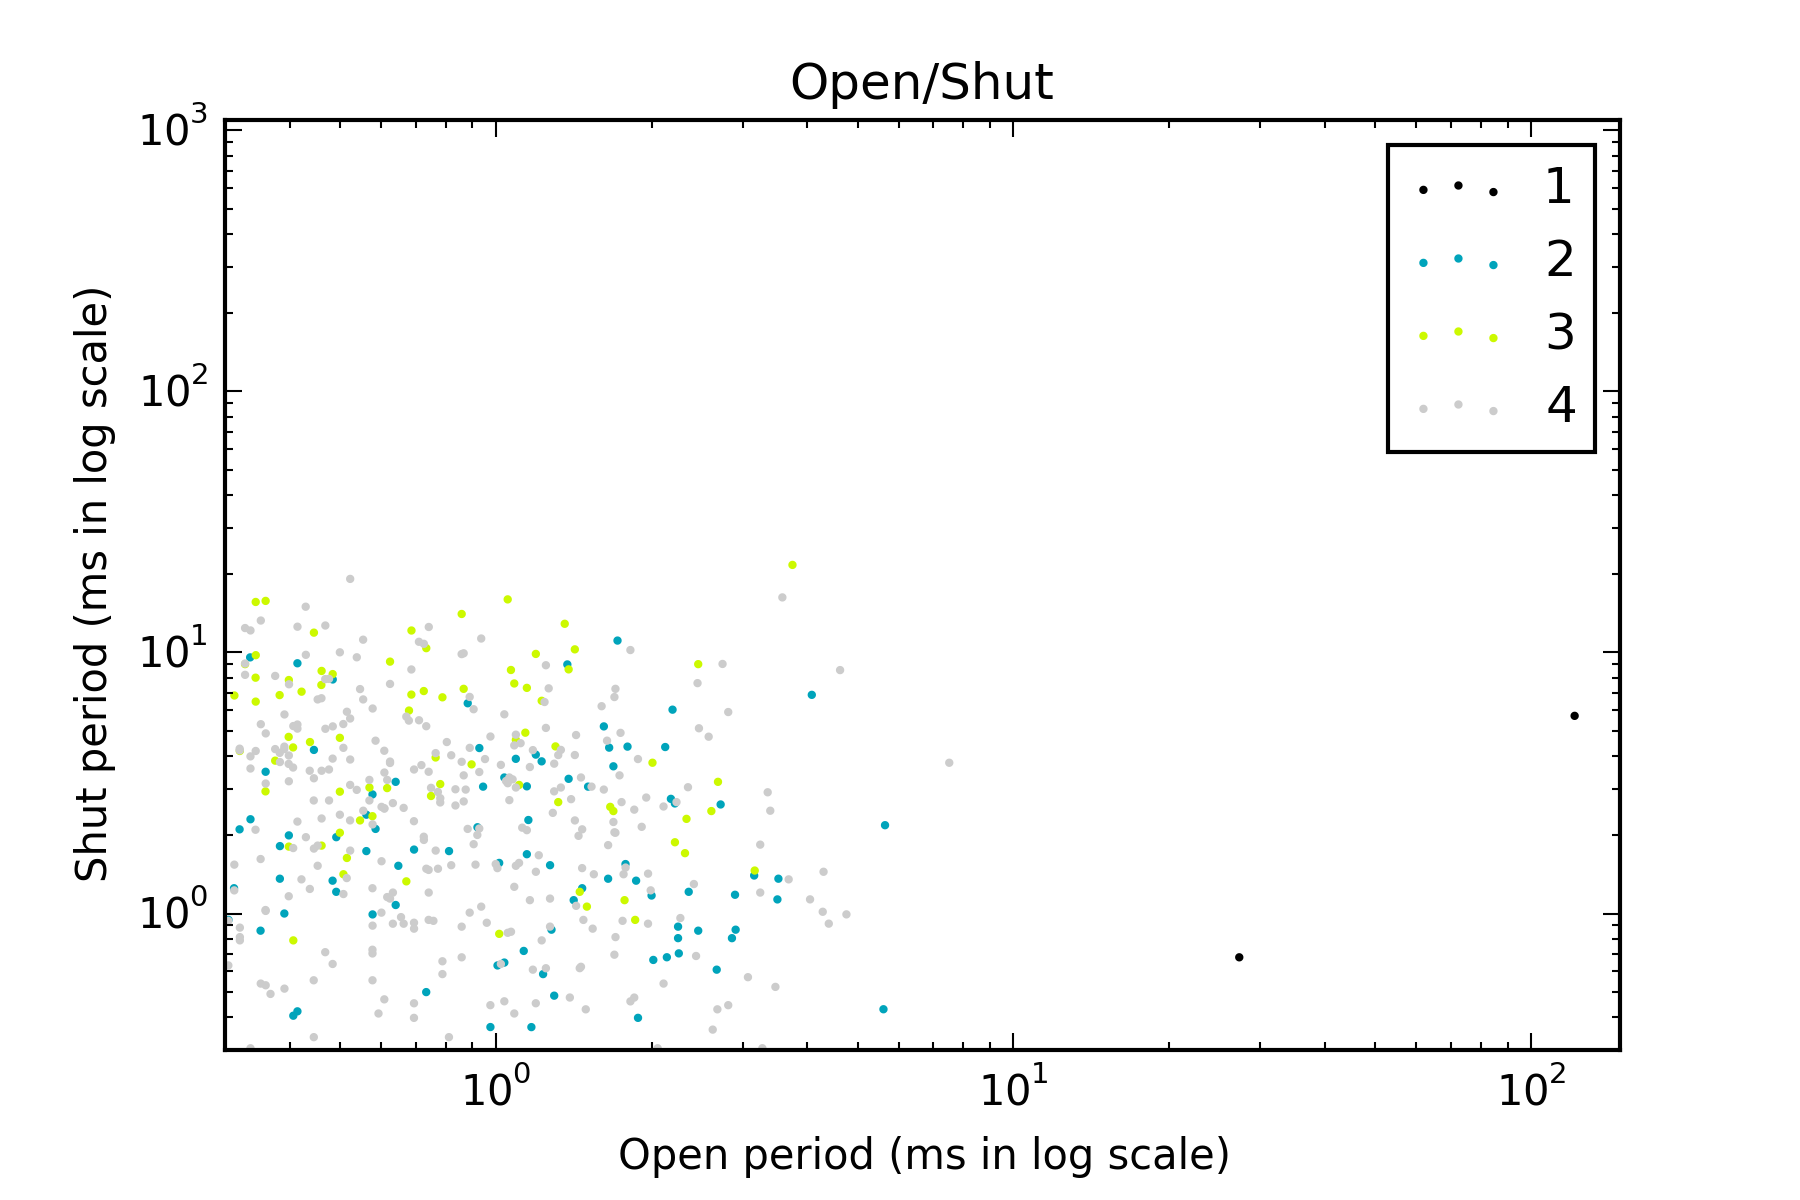 Open/Shut
10³
10²
10¹
10⁰
Shut period (ms in log scale)
1
2
3
4
10⁰ 10¹ 10²
Open period (ms in log scale)